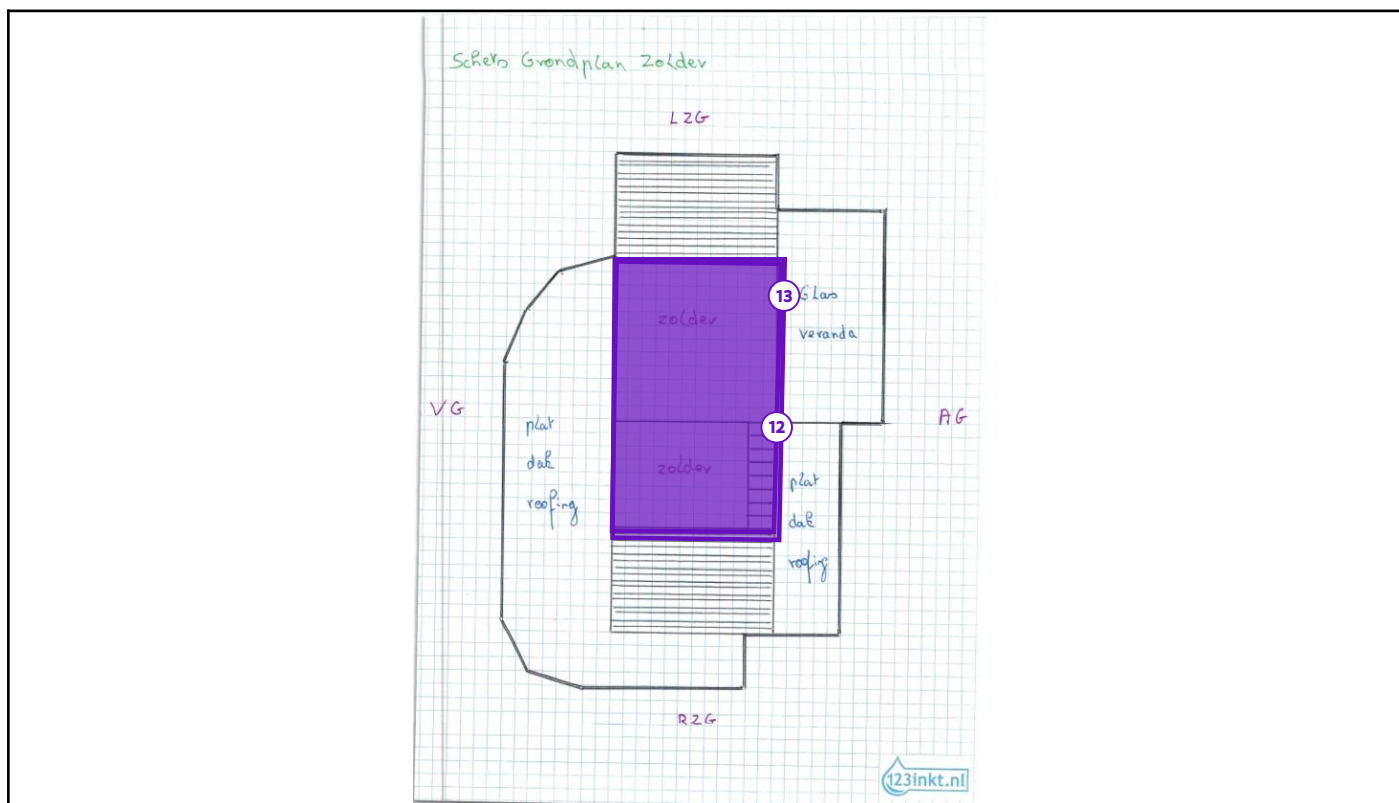 Schets Grondplan Zolder
LZG
zolder
13
Glas
veranda
VG
plat
dak
roofing
12
AG
zolder
plat
dak
roofing
RZG
123inkt.nl